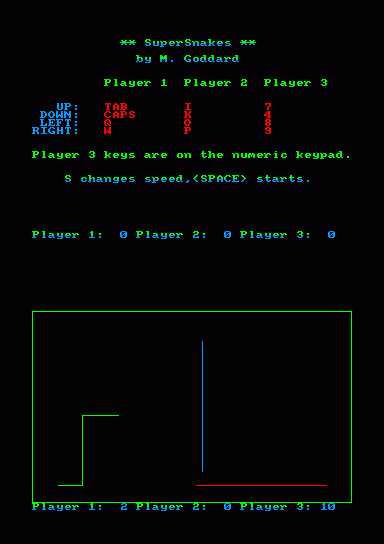 ** SuperSnakes **
by M. Goddard
Player 1 Player 2 Player 3
UP: TAB I 7
DOWN: CAPS K 4
LEFT: Q O 8
RIGHT: W P 9
Player 3 keys are on the numeric keypad.
S changes speed,<SPACE> starts.
Player 1: 0 Player 2: 0 Player 3: 0
Player 1: 2 Player 2: 0 Player 3: 10